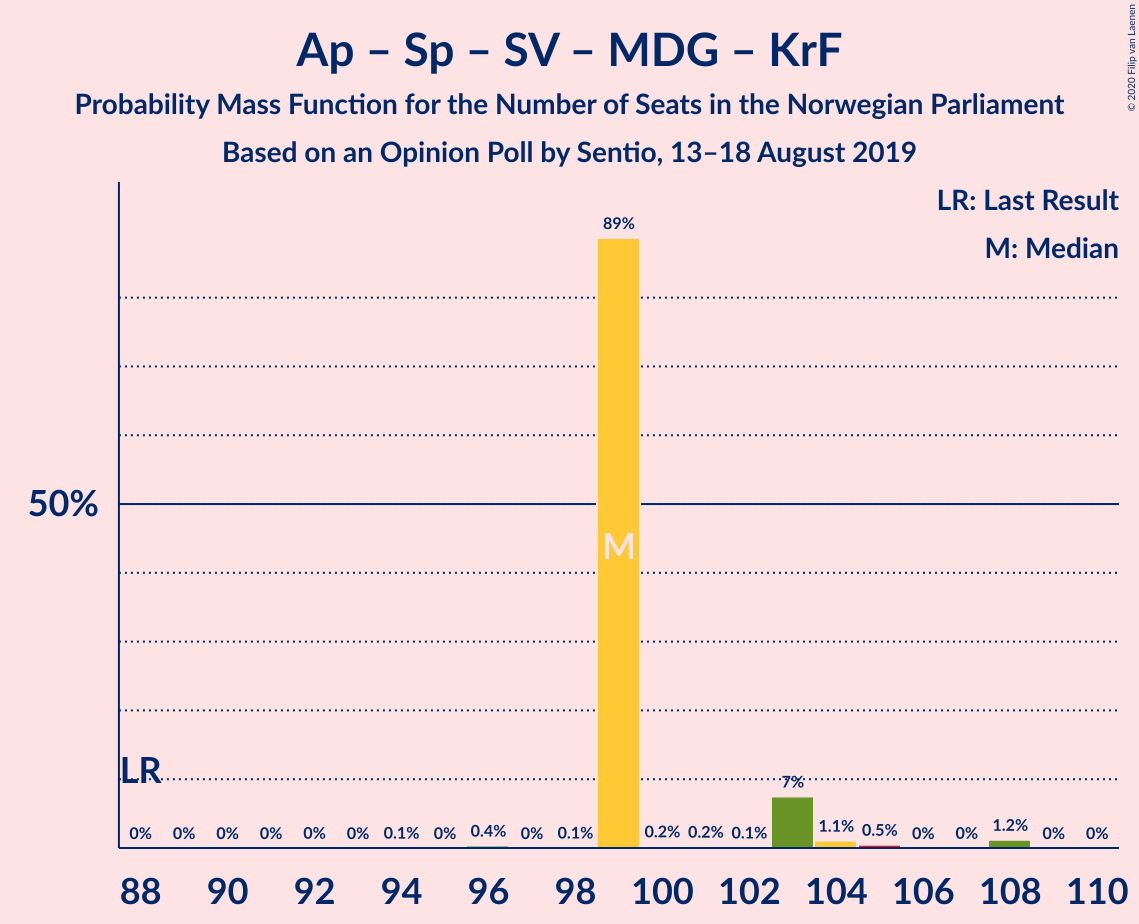 Ap – Sp – SV – MDG – KrF
Probability Mass Function for the Number of Seats in the Norwegian Parliament
Based on an Opinion Poll by Sentio, 13–18 August 2019
© 2020 Filip van Laenen
LR: Last Result
M: Median
89%
50%
M
LR
7%
0% 0% 0% 0% 0% 0% 0.1% 0% 0.4% 0% 0.1% 0.2% 0.2% 0.1% 1.1% 0.5% 0% 0% 1.2% 0% 0%
88 90 92 94 96 98 100 102 104 106 108 110